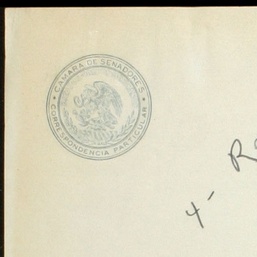 CAMARA DE SENADORES.
CORRESPONDENCIA PARTICULAR
4-